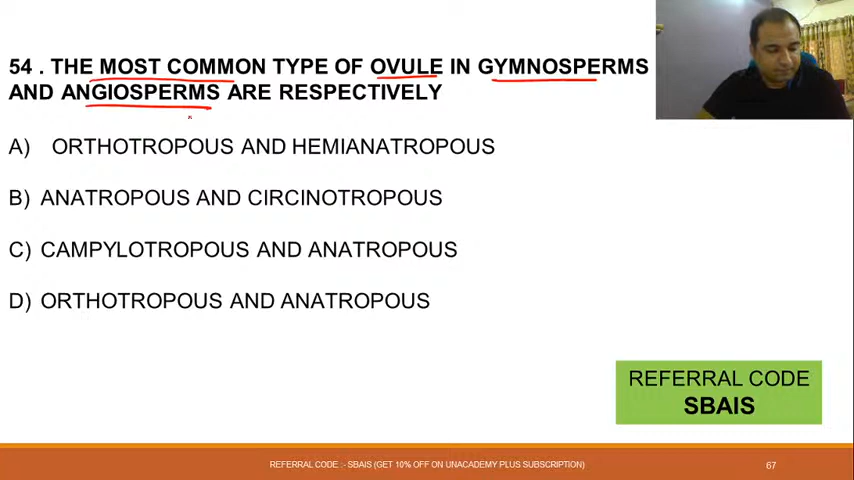 54 . THE MOST COMMON TYPE OF OVULE IN GYMNOSPERMS
AND ANGIOSPERMS ARE RESPECTIVELY
A) ORTHOTROPOUS AND HEMIANATROPOUS
B) ANATROPOUS AND CIRCINOTROPOUS
C) CAMPYLOTROPOUS AND ANATROPOUS
D) ORTHOTROPOUS AND ANATROPOUS
REFERRAL CODE
SBAIS
REFERRAL CODE :- SBAIS (GET 10% OFF ON UNACADEMY PLUS SUBSCRIPTION)
67